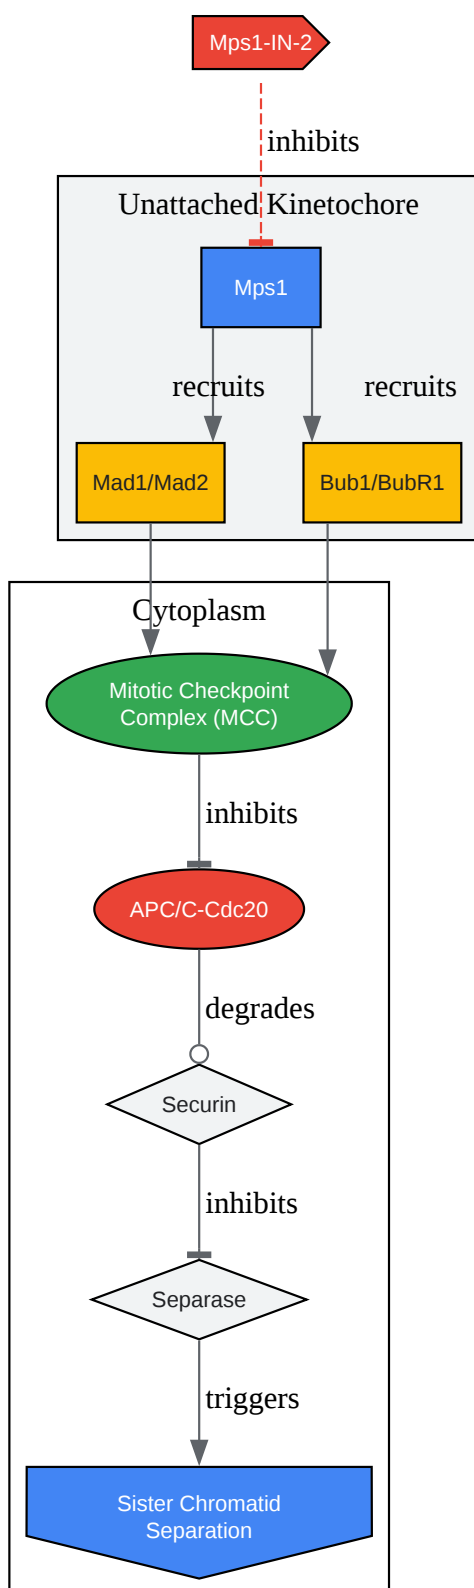 Mps1-IN-2
inhibits
Unattached Kinetochore
Mps1
recruits
recruits
Mad1/Mad2
Bub1/BubR1
Cytoplasm
Mitotic Checkpoint
Complex (MCC)
inhibits
APC/C-Cdc20
degrades
Securin
inhibits
Separase
triggers
Sister Chromatid
Separation